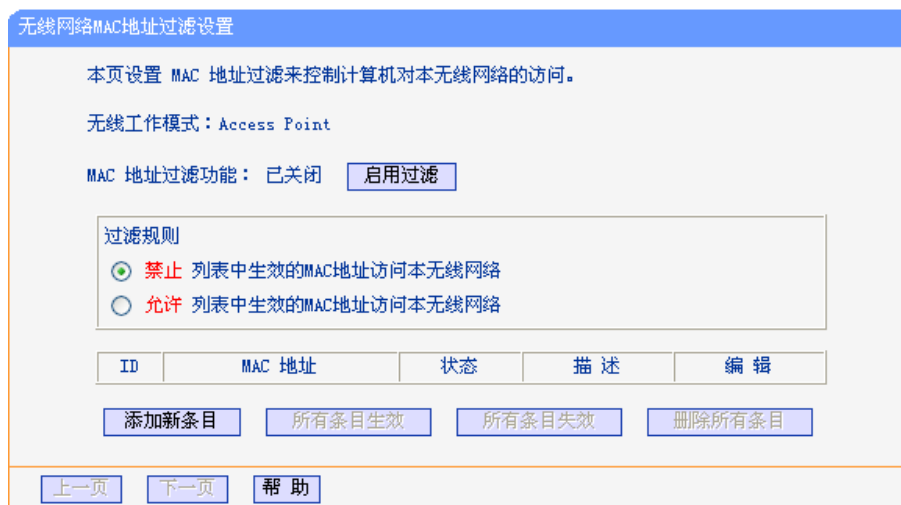 无线网络MAC地址过滤设置
本页设置 MAC 地址过滤来控制计算机对本无线网络的访问。
无线工作模式：Access Point
MAC 地址过滤功能： 已关闭 启用过滤
过滤规则
禁止 列表中生效的MAC地址访问本无线网络
允许 列表中生效的MAC地址访问本无线网络
ID MAC 地址 状态 描 述 编 辑
添加新条目 所有条目生效 所有条目失效 删除所有条目
上一页 下一页 帮 助